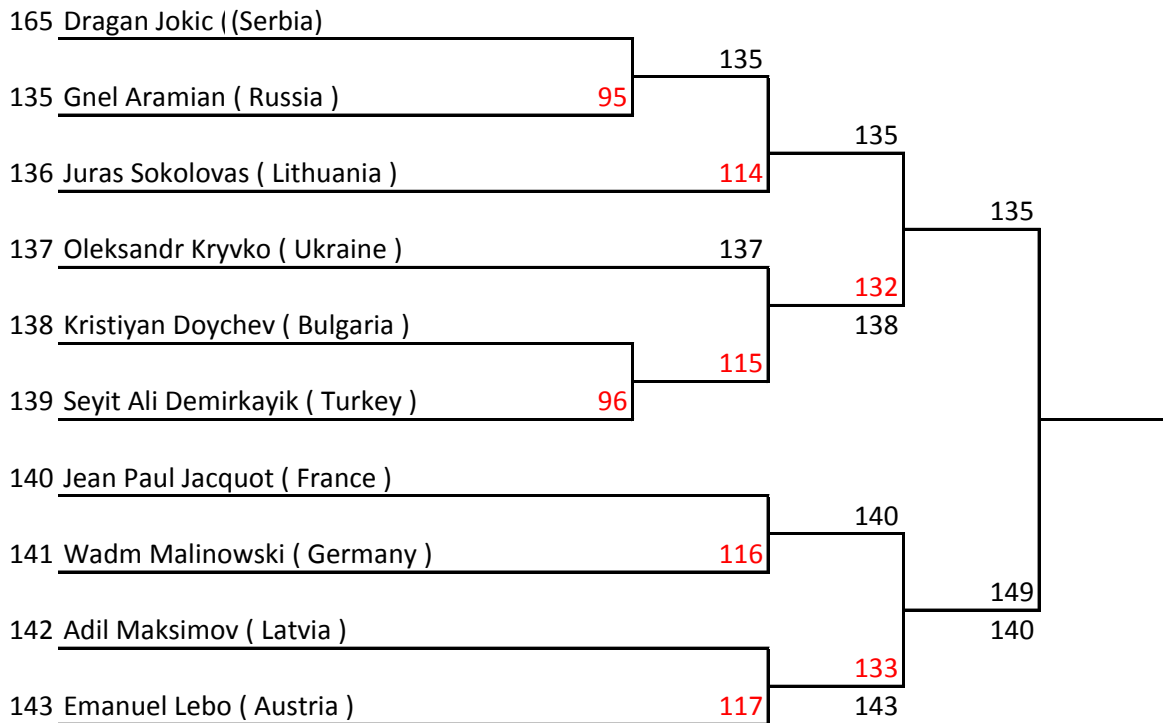 165 Dragan Jokic ( (Serbia)
135
135 Gnel Aramian ( Russia ) 95
135
136 Juras Sokolovas ( Lithuania ) 114
135
137 Oleksandr Kryvko ( Ukraine ) 137
132
138 Kristiyan Doychev ( Bulgaria ) 138
115
139 Seyit Ali Demirkayik ( Turkey ) 96
140 Jean Paul Jacquot ( France )
140
141 Wadm Malinowski ( Germany ) 116
149
142 Adil Maksimov ( Latvia ) 140
133
143 Emanuel Lebo ( Austria ) 117 143